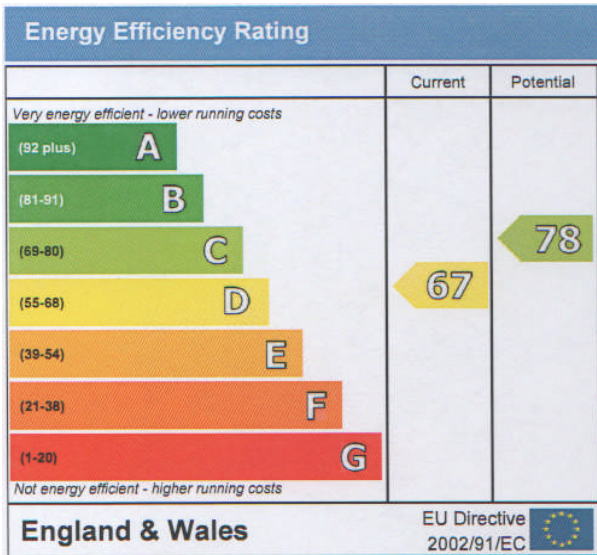 Energy Efficiency Rating
Current Potential
Very energy efficient - lower running costs
(92 plus) A
(81-91) B
(69-80) C
(55-68) D
(39-54) E
(21-38) F
(1-20) G
67
78
Not energy efficient - higher running costs
England & Wales
EU Directive
2002/91/EC